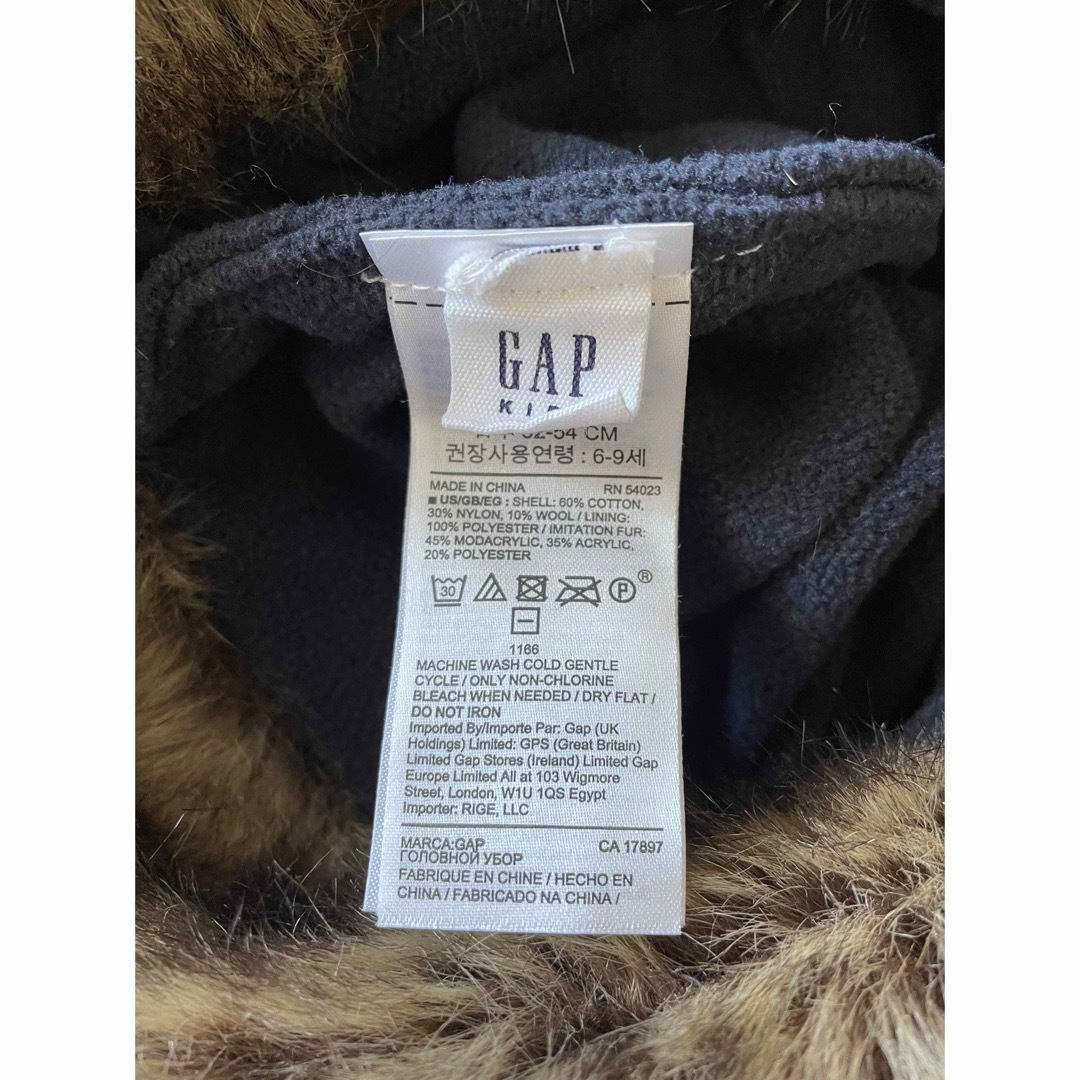 GAP
52-54 CM
권장사용연령 : 6-9세
MADE IN CHINA RN 54023
■ US/GB/EG : SHELL: 60% COTTON,
30% NYLON, 10% WOOL / LINING:
100% POLYESTER / IMITATION FUR:
45% MODACRYLIC, 35% ACRYLIC,
20% POLYESTER
30 P ®
1166
MACHINE WASH COLD GENTLE
CYCLE / ONLY NON-CHLORINE
BLEACH WHEN NEEDED / DRY FLAT /
DO NOT IRON
Imported By/Importe Par: Gap (UK
Holdings) Limited: GPS (Great Britain)
Limited Gap Stores (Ireland) Limited Gap
Europe Limited All at 103 Wigmore
Street, London, W1U 1QS Egypt
Importer: RIGE, LLC
MARCA:GAP CA 17897
ГОЛОВНОЙ УБОР
FABRIQUE EN CHINE / HECHO EN
CHINA / FABRICADO NA CHINA /